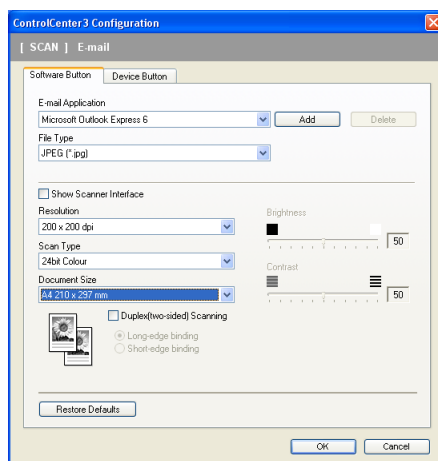 ControlCenter3 Configuration
[ SCAN ] E-mail
Software Button Device Button
E-mail Application
Microsoft Outlook Express 6 Add Delete
File Type
JPEG (*.jpg)
Show Scanner Interface
Resolution Brightness
200 x 200 dpi 50
Scan Type
24bit Colour
Contrast
Document Size
A4 210 x 297 mm 50
Duplex(two-sided) Scanning
Long-edge binding
Short-edge binding
Restore Defaults
OK Cancel